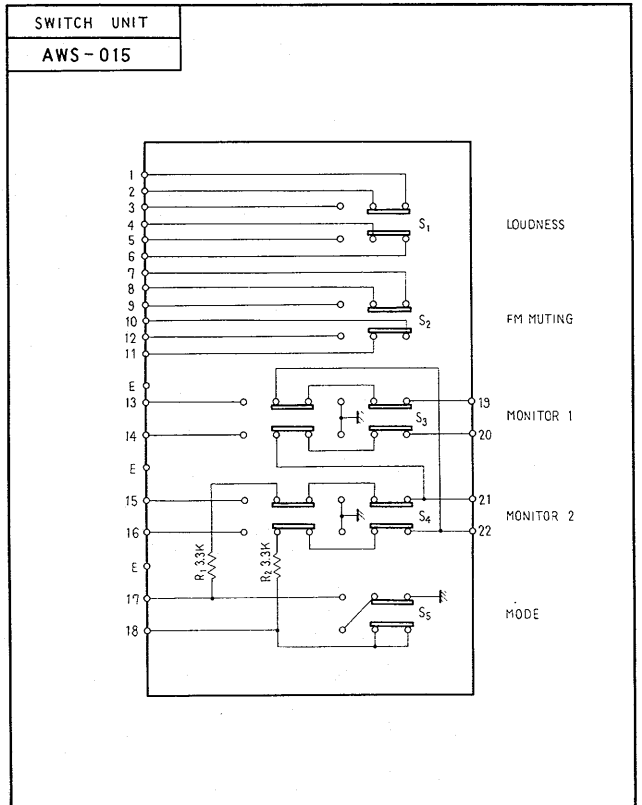 SWITCH UNIT
AWS-015
1
2
3
4
S1
LOUDNESS
5
6
7
8
9
10
S2
FM MUTING
12
11
E
13
19
S3
MONITOR 1
14
20
E
15
21
S4
MONITOR 2
16
22
E
R1 3.3K
R2 3.3K
17
S5
MODE
18